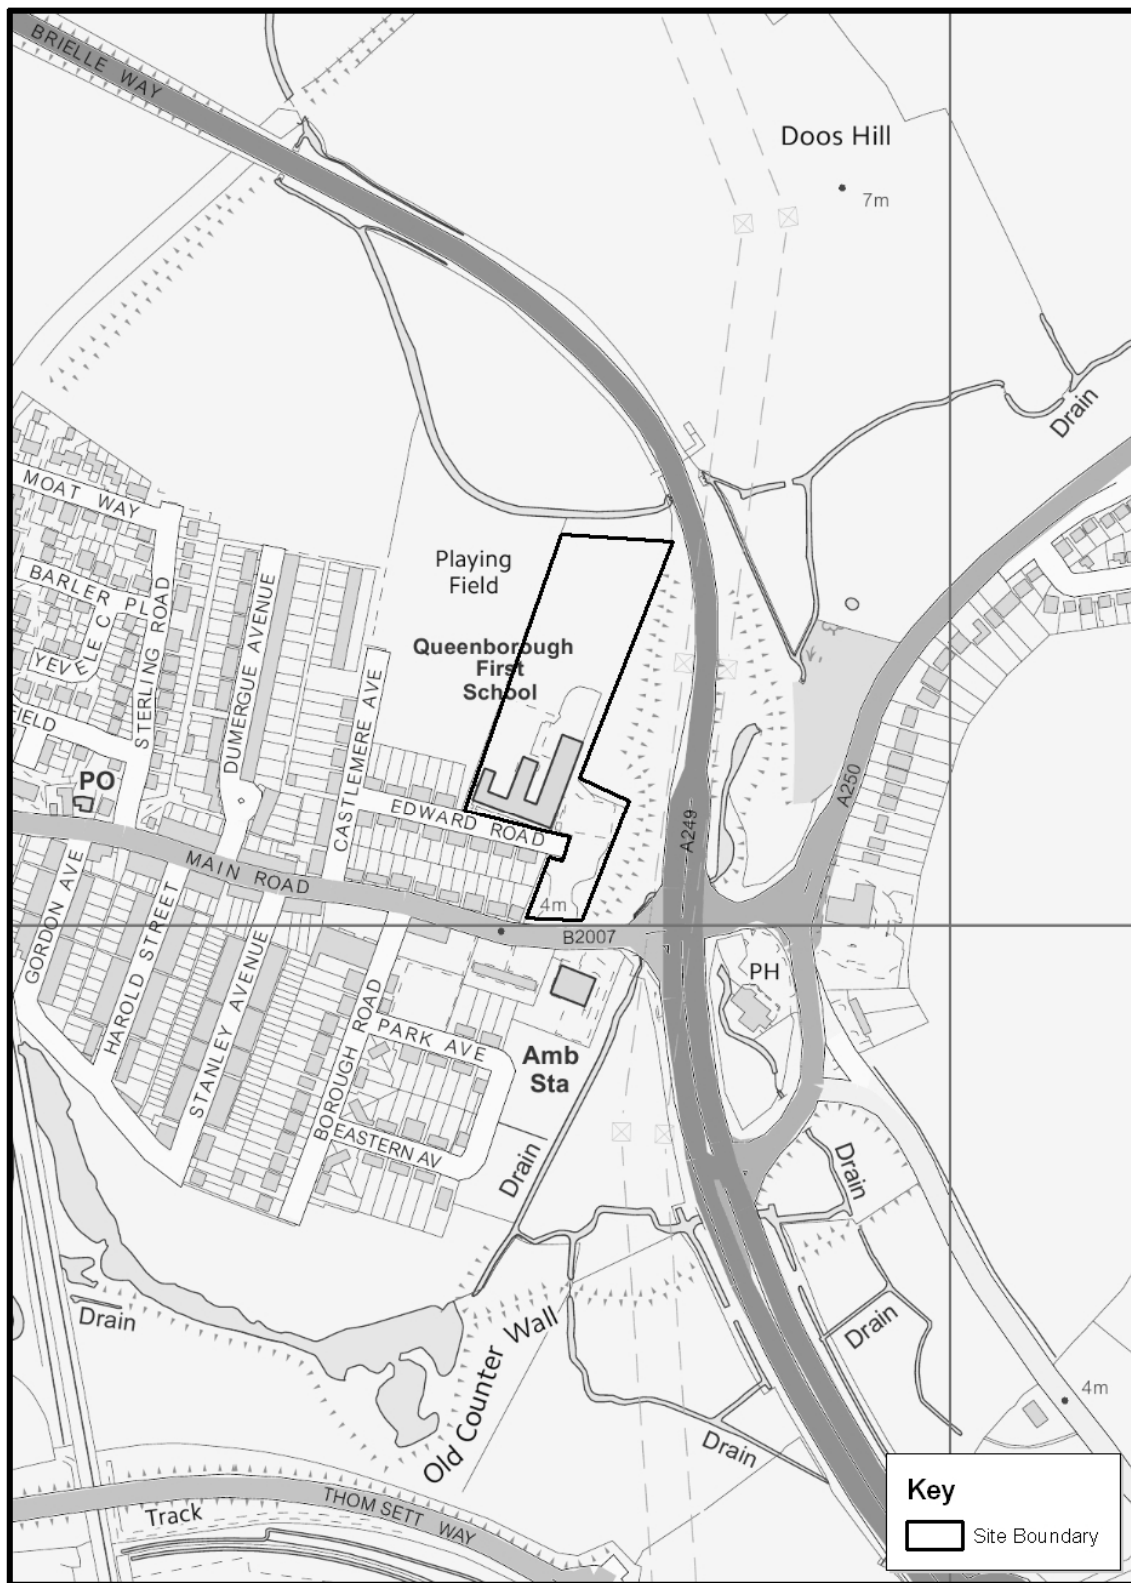 BRIELLE WAY
Doos Hill
7m
Drain
MOAT WAY
BARLER PL
YEVELE C
STERLING ROAD
DUMERGUE AVENUE
Playing
Field
Queenborough
First
School
CASTLEMERE AVE
FIELD
PO
EDWARD ROAD
A249
A250
MAIN ROAD
4m
B2007
GORDON AVE
HAROLD STREET
STANLEY AVENUE
BOROUGH ROAD
PARK AVE
EASTERN AV
Amb
Sta
PH
Drain
Drain
Drain
Drain
Old Counter Wall
4m
Drain
THOMSETT WAY
Track
Key
Site Boundary